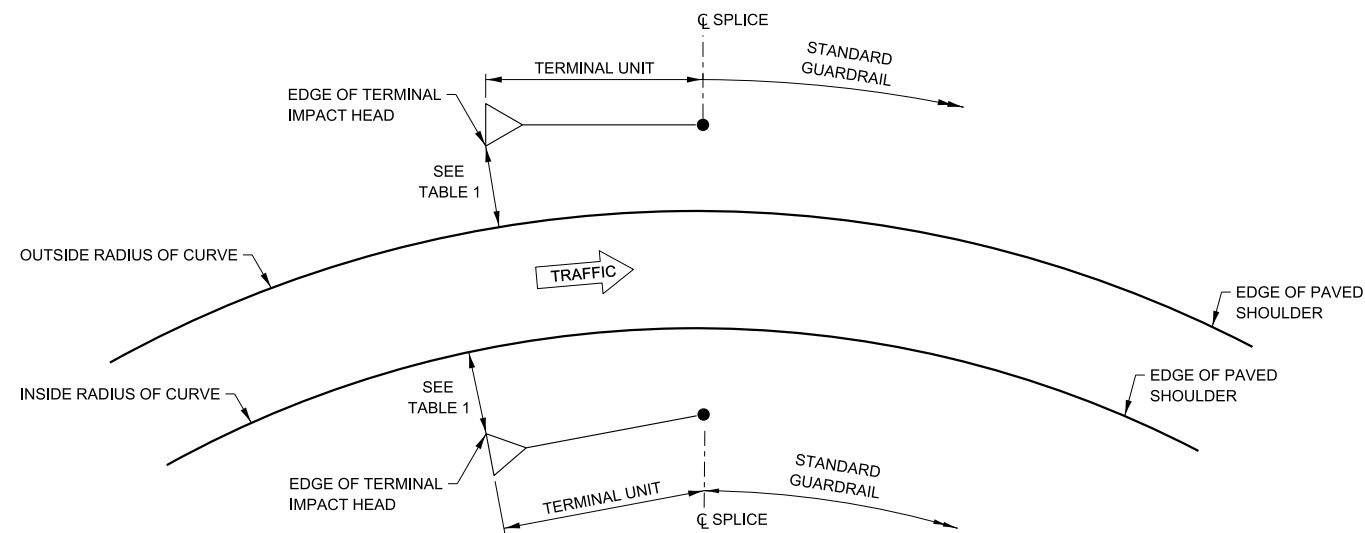 ℄ SPLICE
TERMINAL UNIT
STANDARD
GUARDRAIL
EDGE OF TERMINAL
IMPACT HEAD
SEE
TABLE 1
OUTSIDE RADIUS OF CURVE
TRAFFIC
EDGE OF PAVED
SHOULDER
INSIDE RADIUS OF CURVE
SEE
TABLE 1
EDGE OF PAVED
SHOULDER
EDGE OF TERMINAL
IMPACT HEAD
TERMINAL UNIT
STANDARD
GUARDRAIL
℄ SPLICE